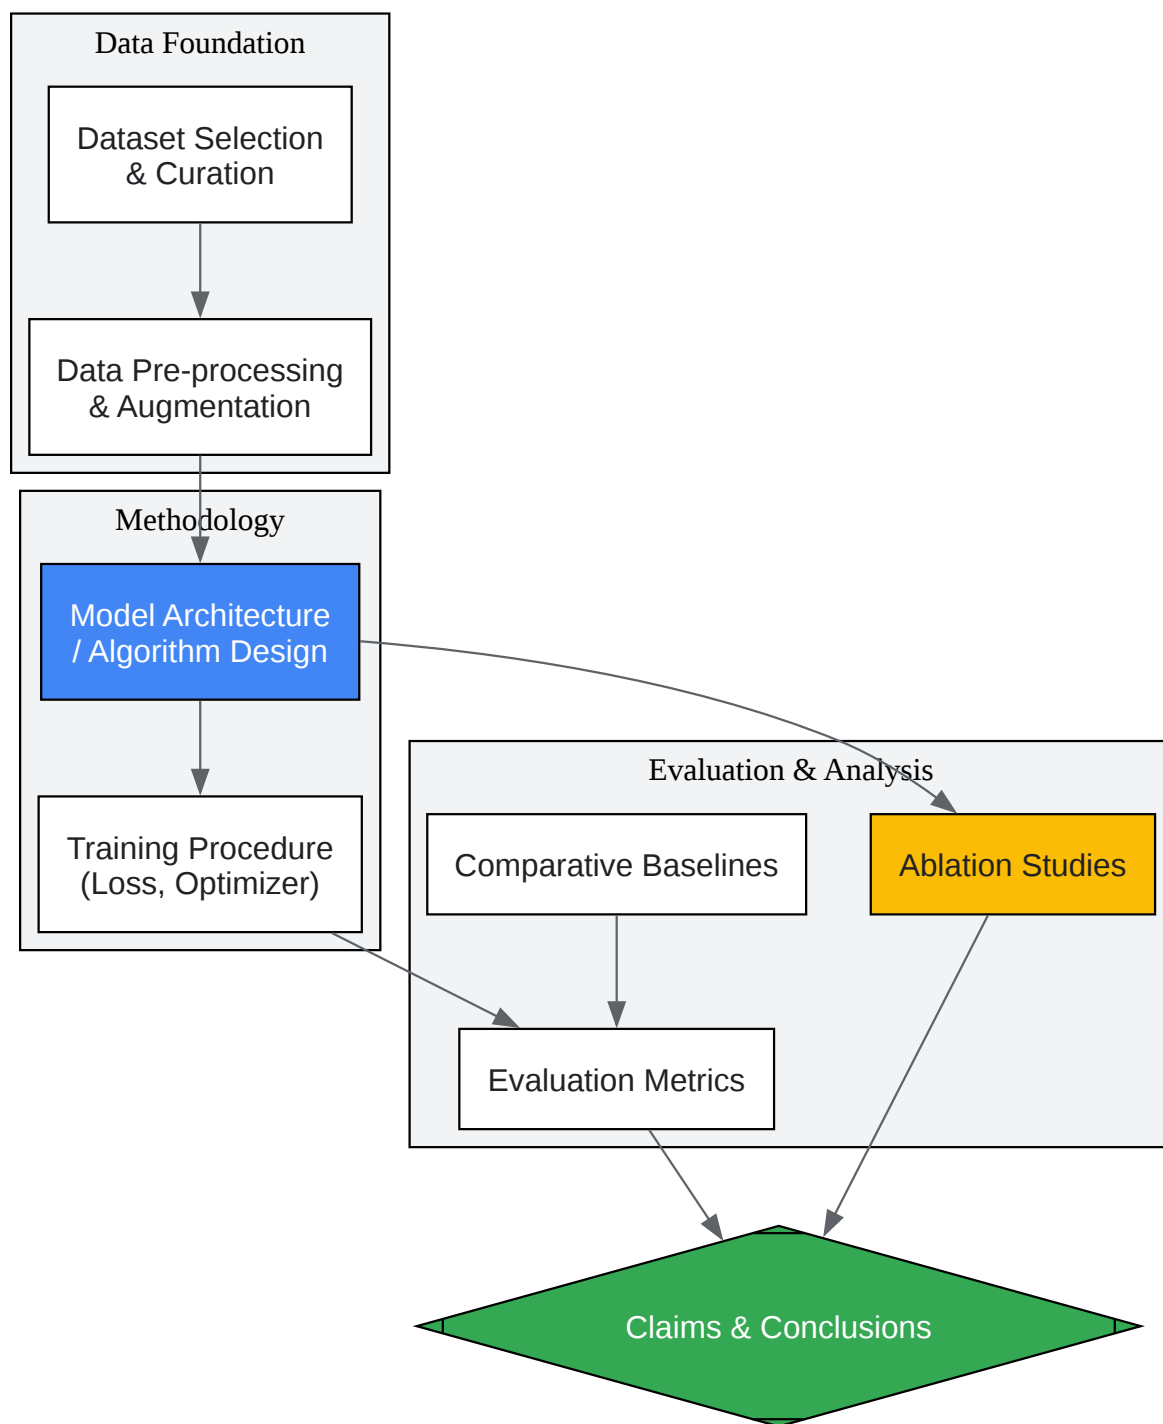 Data Foundation
Dataset Selection
& Curation
Data Pre-processing
& Augmentation
Methodology
Model Architecture
/ Algorithm Design
Training Procedure
(Loss, Optimizer)
Evaluation & Analysis
Comparative Baselines
Ablation Studies
Evaluation Metrics
Claims & Conclusions